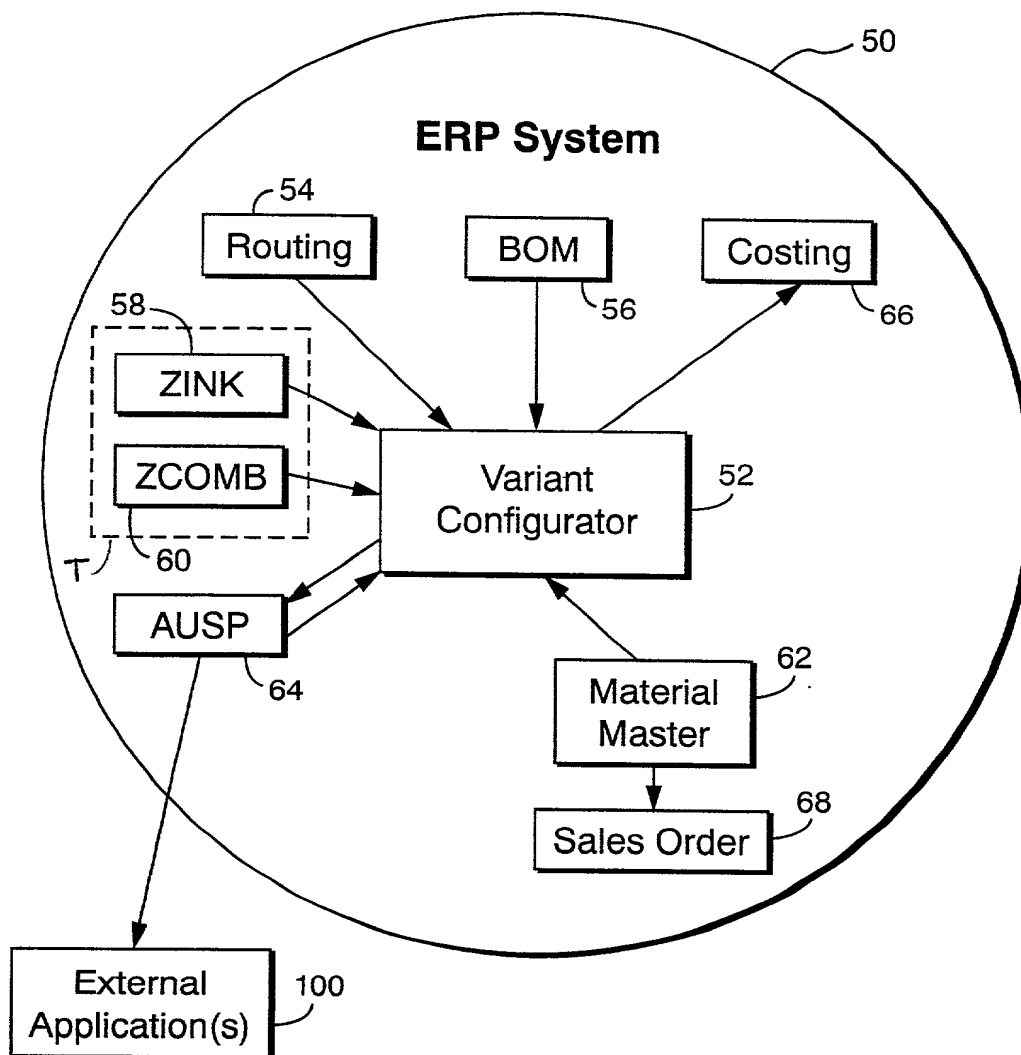 50
ERP System
54
Routing
BOM
56
Costing
66
58
ZINK
ZCOMB
60
T
Variant
Configurator
52
AUSP
64
62
Material
Master
68
Sales Order
External
Application(s)
100